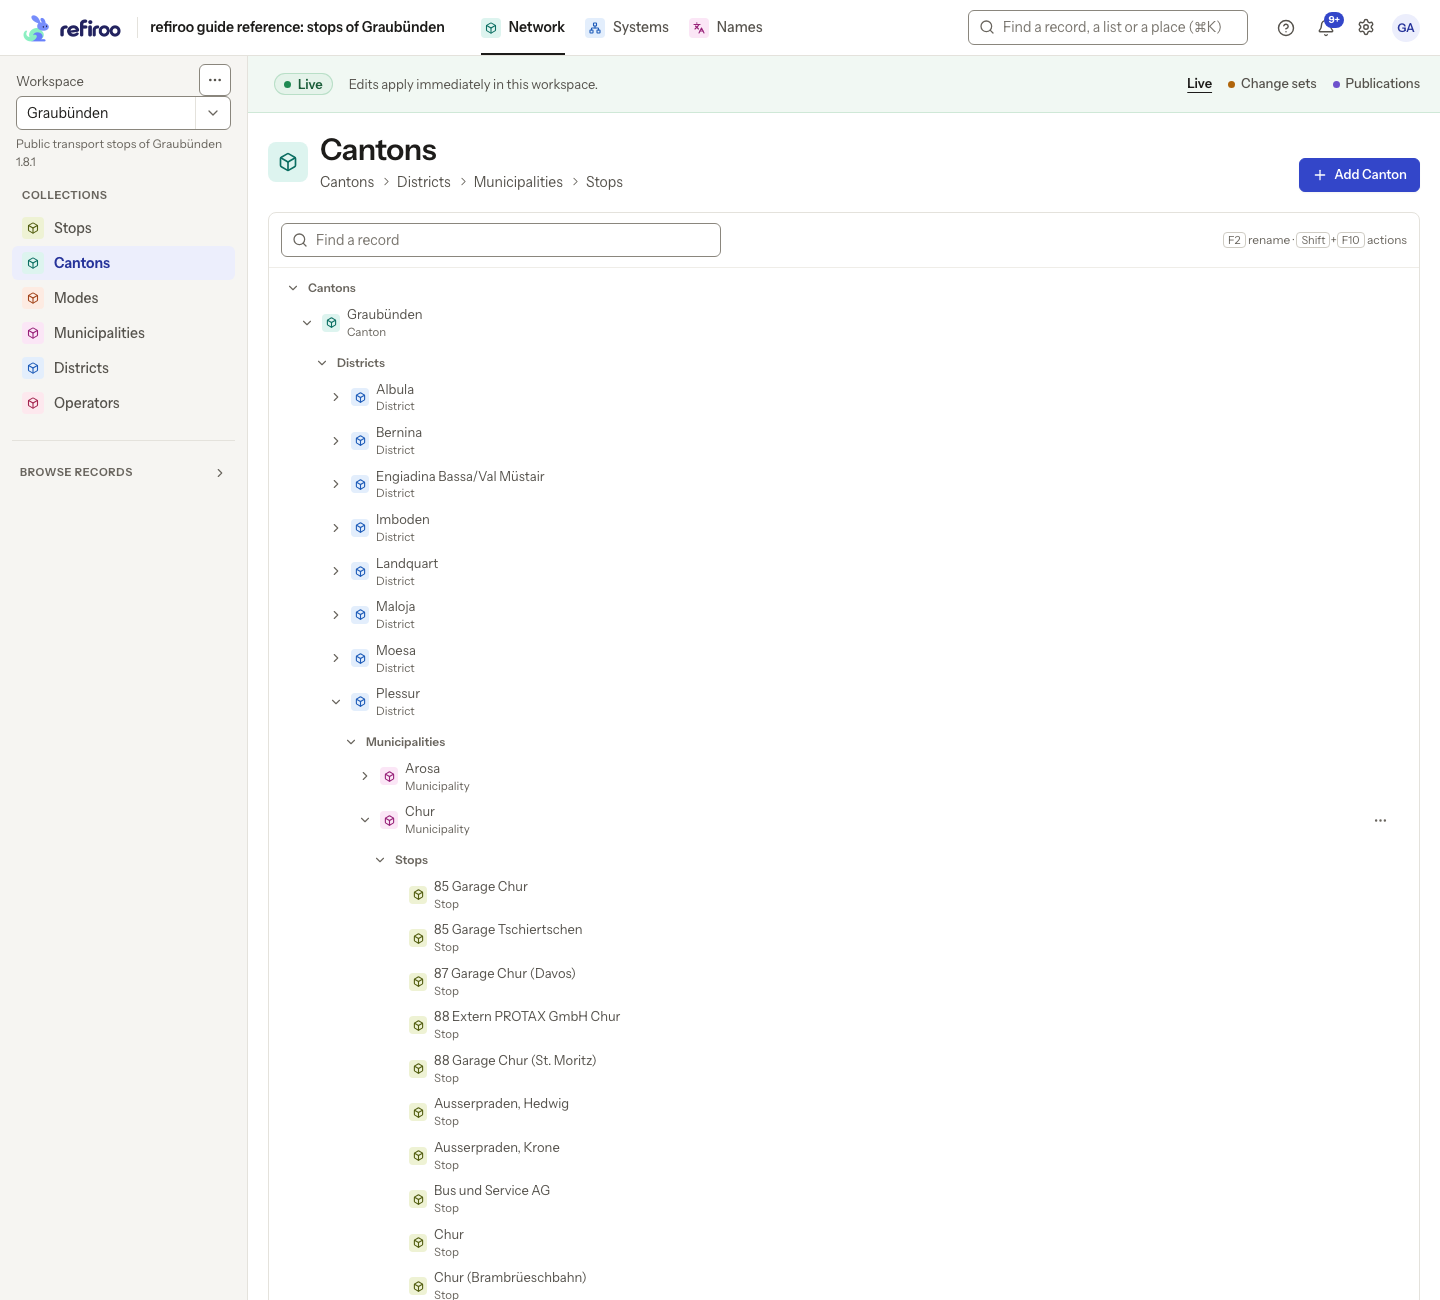 refiroo
refiroo guide reference: stops of Graubünden
Network
Systems
Names
Find a record, a list or a place (⌘K)
9+
GA
Workspace
Graubünden
Public transport stops of Graubünden
1.8.1
COLLECTIONS
Stops
Cantons
Modes
Municipalities
Districts
Operators
BROWSE RECORDS
Live
Edits apply immediately in this workspace.
Live
Change sets
Publications
Cantons
Cantons > Districts > Municipalities > Stops
+ Add Canton
Find a record
F2 rename · Shift + F10 actions
Cantons
Graubünden
Canton
Districts
Albula
District
Bernina
District
Engiadina Bassa/Val Müstair
District
Imboden
District
Landquart
District
Maloja
District
Moesa
District
Plessur
District
Municipalities
Arosa
Municipality
Chur
Municipality
Stops
85 Garage Chur
Stop
85 Garage Tschiertschen
Stop
87 Garage Chur (Davos)
Stop
88 Extern PROTAX GmbH Chur
Stop
88 Garage Chur (St. Moritz)
Stop
Ausserpraden, Hedwig
Stop
Ausserpraden, Krone
Stop
Bus und Service AG
Stop
Chur
Stop
Chur (Brambrüeschbahn)
Stop